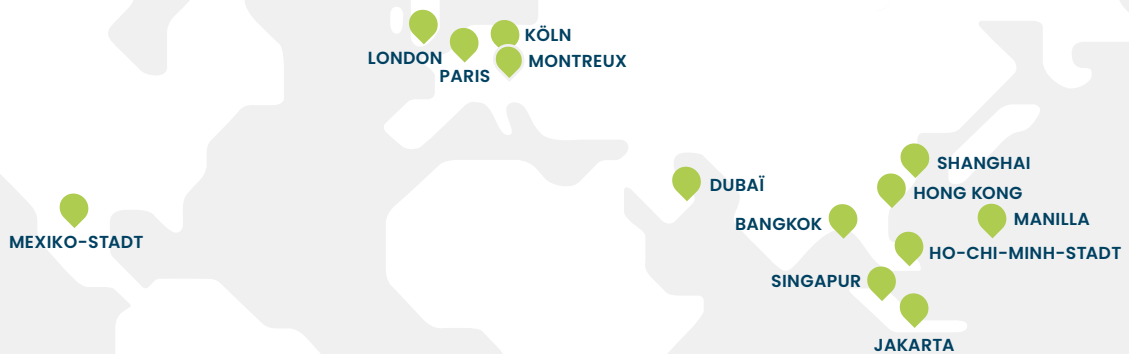 KÖLN
LONDON
MONTREUX
PARIS
SHANGHAI
DUBAÏ
HONG KONG
MANILLA
BANGKOK
MEXIKO-STADT
HO-CHI-MINH-STADT
SINGAPUR
JAKARTA